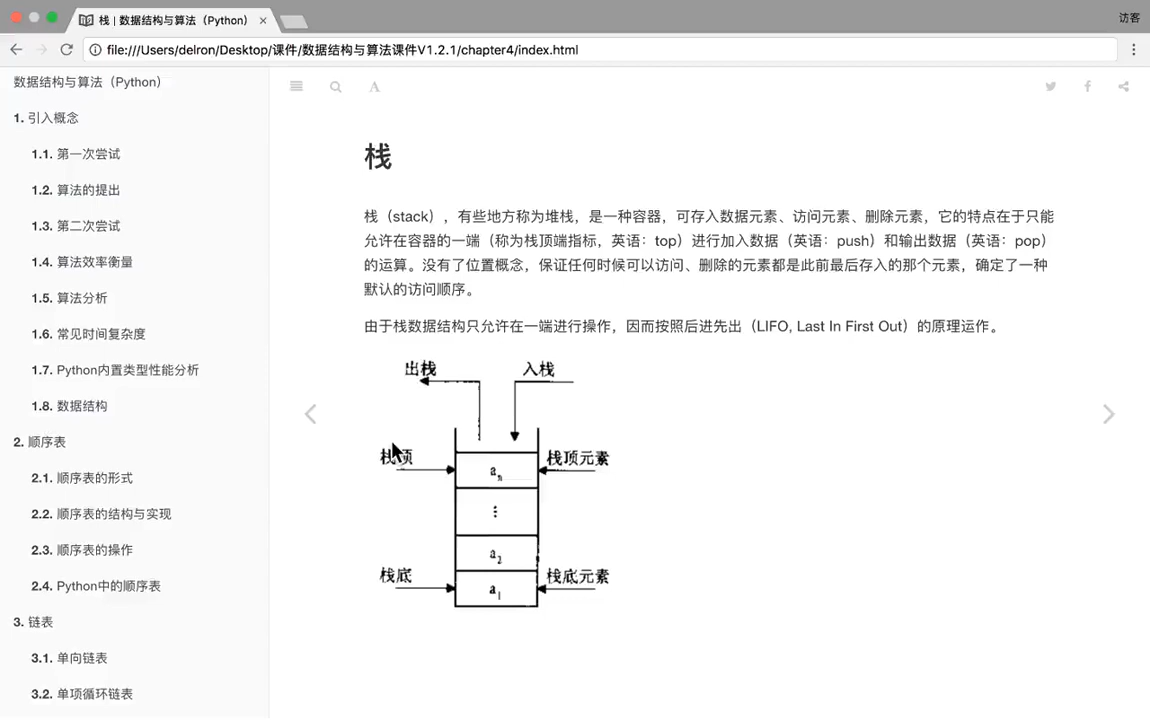 栈 | 数据结构与算法（Python）
访客
file:///Users/delron/Desktop/课件/数据结构与算法课件V1.2.1/chapter4/index.html
数据结构与算法（Python）
1. 引入概念
1.1. 第一次尝试
1.2. 算法的提出
1.3. 第二次尝试
1.4. 算法效率衡量
1.5. 算法分析
1.6. 常见时间复杂度
1.7. Python内置类型性能分析
1.8. 数据结构
2. 顺序表
2.1. 顺序表的形式
2.2. 顺序表的结构与实现
2.3. 顺序表的操作
2.4. Python中的顺序表
3. 链表
3.1. 单向链表
3.2. 单项循环链表
A
栈
栈（stack），有些地方称为堆栈，是一种容器，可存入数据元素、访问元素、删除元素，它的特点在于只能
允许在容器的一端（称为栈顶端指标，英语：top）进行加入数据（英语：push）和输出数据（英语：pop）
的运算。没有了位置概念，保证任何时候可以访问、删除的元素都是此前最后存入的那个元素，确定了一种
默认的访问顺序。
由于栈数据结构只允许在一端进行操作，因而按照后进先出（LIFO, Last In First Out）的原理运作。
出栈 入栈
栈顶 aₙ 栈顶元素
⋮
a₂
栈底 a₁ 栈底元素